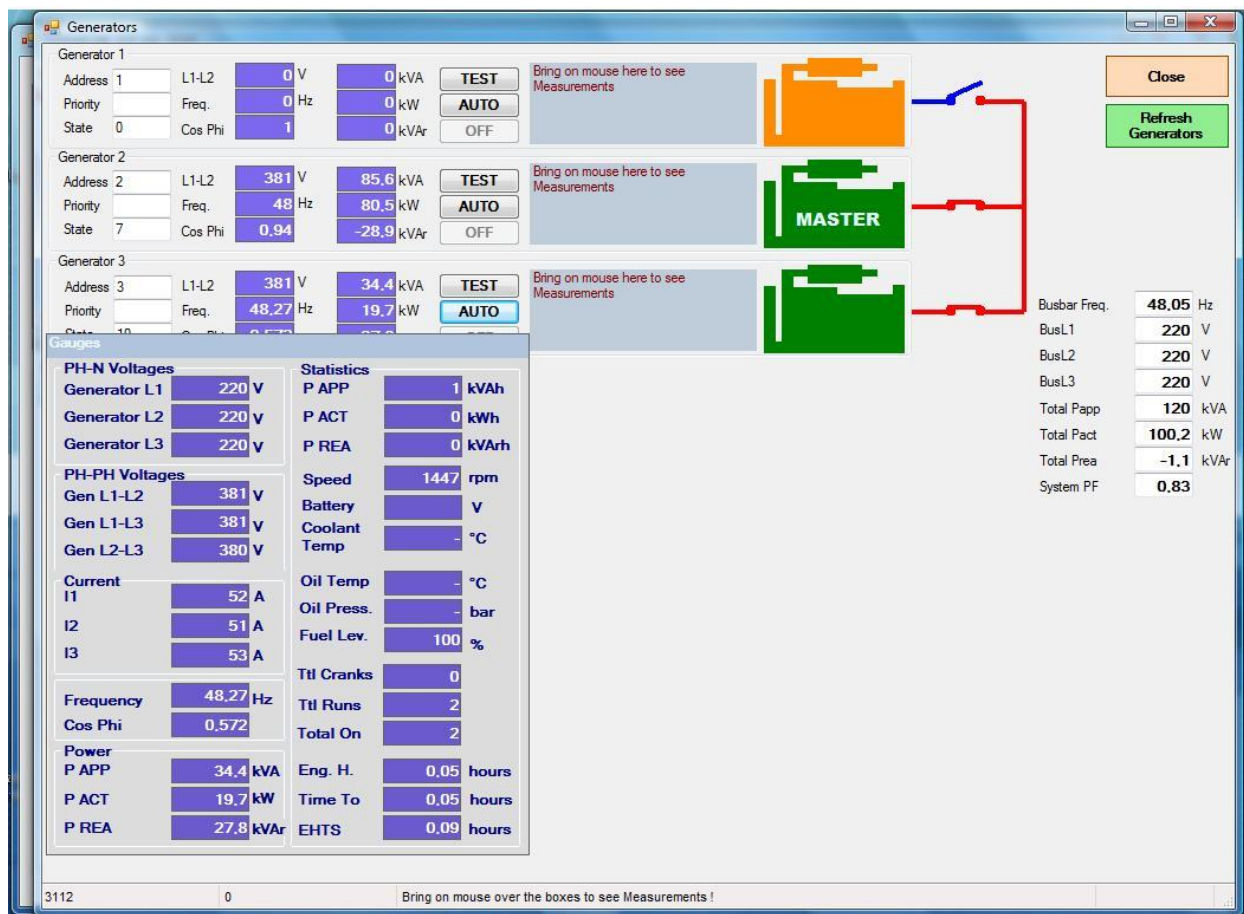 Generators
Generator 1
Address 1 L1-L2 0 V 0 kVA TEST
Priority Freq. 0 Hz 0 kW AUTO
State 0 Cos Phi 1 0 kVAr OFF
Bring on mouse here to see
Measurements
Close
Refresh
Generators
Generator 2
Address 2 L1-L2 381 V 85,6 kVA TEST
Priority Freq. 48 Hz 80,5 kW AUTO
State 7 Cos Phi 0,94 -28,9 kVAr OFF
Bring on mouse here to see
Measurements
MASTER
Generator 3
Address 3 L1-L2 381 V 34,4 kVA TEST
Priority Freq. 48,27 Hz 19,7 kW AUTO
Bring on mouse here to see
Measurements
Busbar Freq. 48,05 Hz
BusL1 220 V
BusL2 220 V
BusL3 220 V
Total Papp 120 kVA
Total Pact 100,2 kW
Total Prea -1,1 kVAr
System PF 0,83
Gauges
PH-N Voltages
Generator L1 220 V
Generator L2 220 V
Generator L3 220 V
PH-PH Voltages
Gen L1-L2 381 V
Gen L1-L3 381 V
Gen L2-L3 380 V
Current
I1 52 A
I2 51 A
I3 53 A
Frequency 48,27 Hz
Cos Phi 0,572
Power
P APP 34,4 kVA
P ACT 19,7 kW
P REA 27,8 kVAr
Statistics
P APP 1 kVAh
P ACT 0 kWh
P REA 0 kVArh
Speed 1447 rpm
Battery V
Coolant
Temp - °C
Oil Temp - °C
Oil Press. - bar
Fuel Lev. 100 %
Ttl Cranks 0
Ttl Runs 2
Total On 2
Eng. H. 0,05 hours
Time To 0,05 hours
EHTS 0,09 hours
3112 0 Bring on mouse over the boxes to see Measurements !